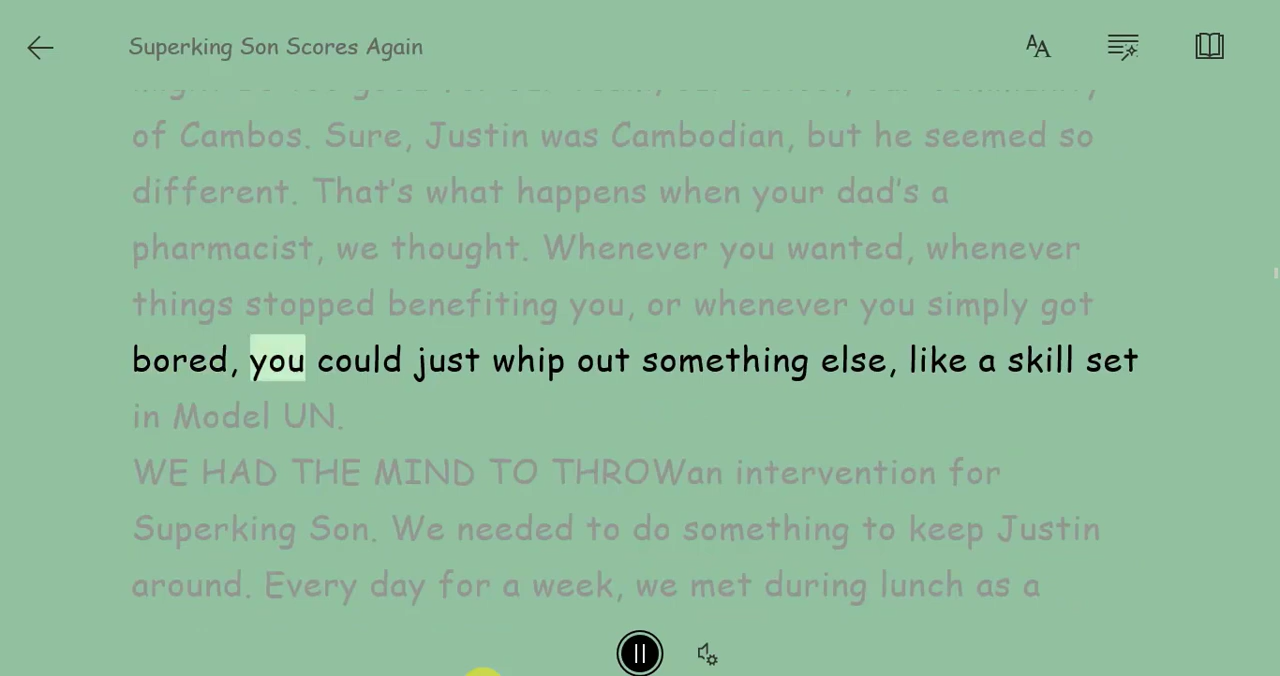 Superking Son Scores Again
of Cambos. Sure, Justin was Cambodian, but he seemed so
different. That's what happens when your dad's a
pharmacist, we thought. Whenever you wanted, whenever
things stopped benefiting you, or whenever you simply got
bored, you could just whip out something else, like a skill set
in Model UN.
WE HAD THE MIND TO THROWan intervention for
Superking Son. We needed to do something to keep Justin
around. Every day for a week, we met during lunch as a